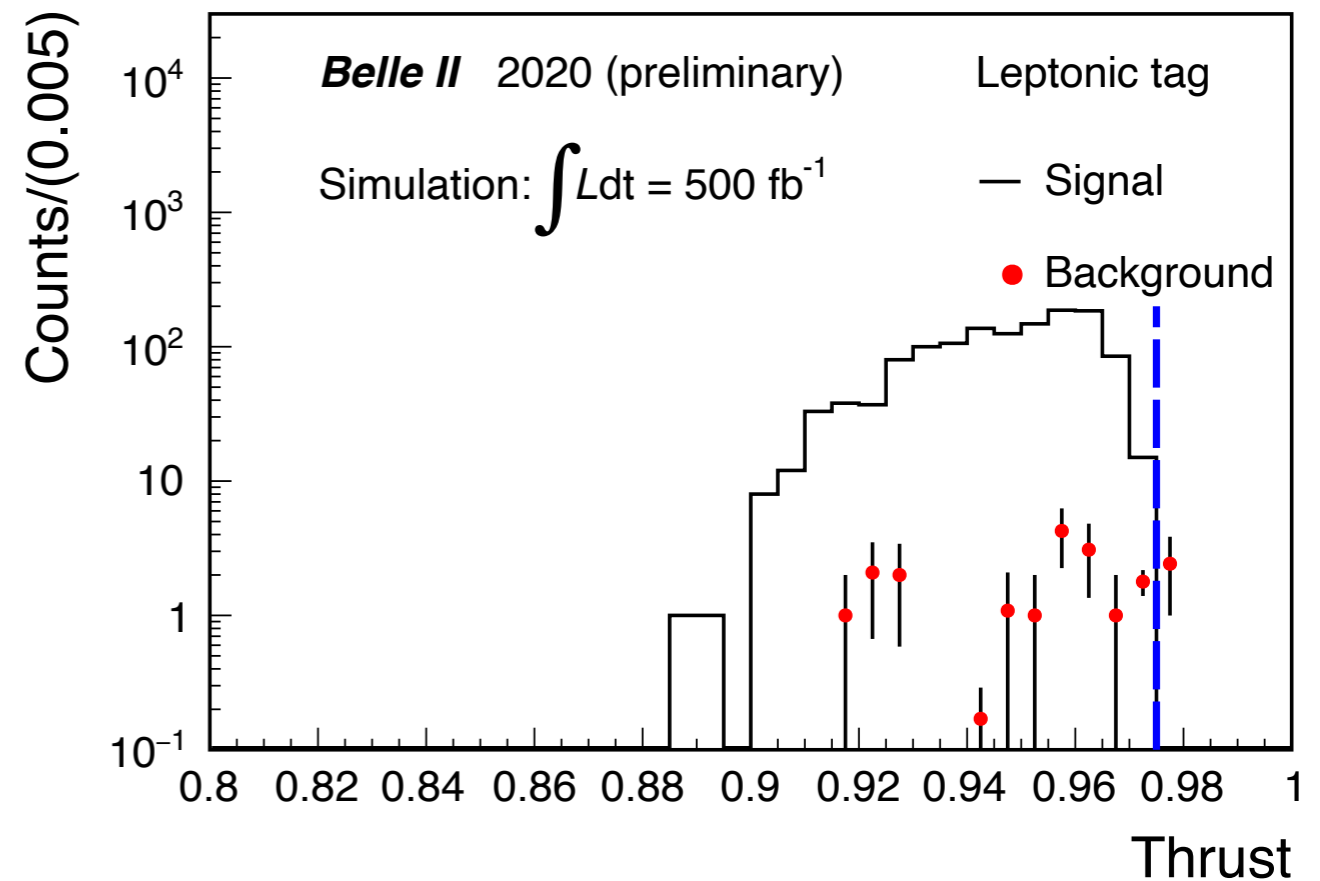 Counts/(0.005)
10⁴
10³
10²
10
1
10⁻¹
Belle II 2020 (preliminary)
Leptonic tag
Simulation: ∫Ldt = 500 fb⁻¹
Signal
Background
0.8 0.82 0.84 0.86 0.88 0.9 0.92 0.94 0.96 0.98 1
Thrust